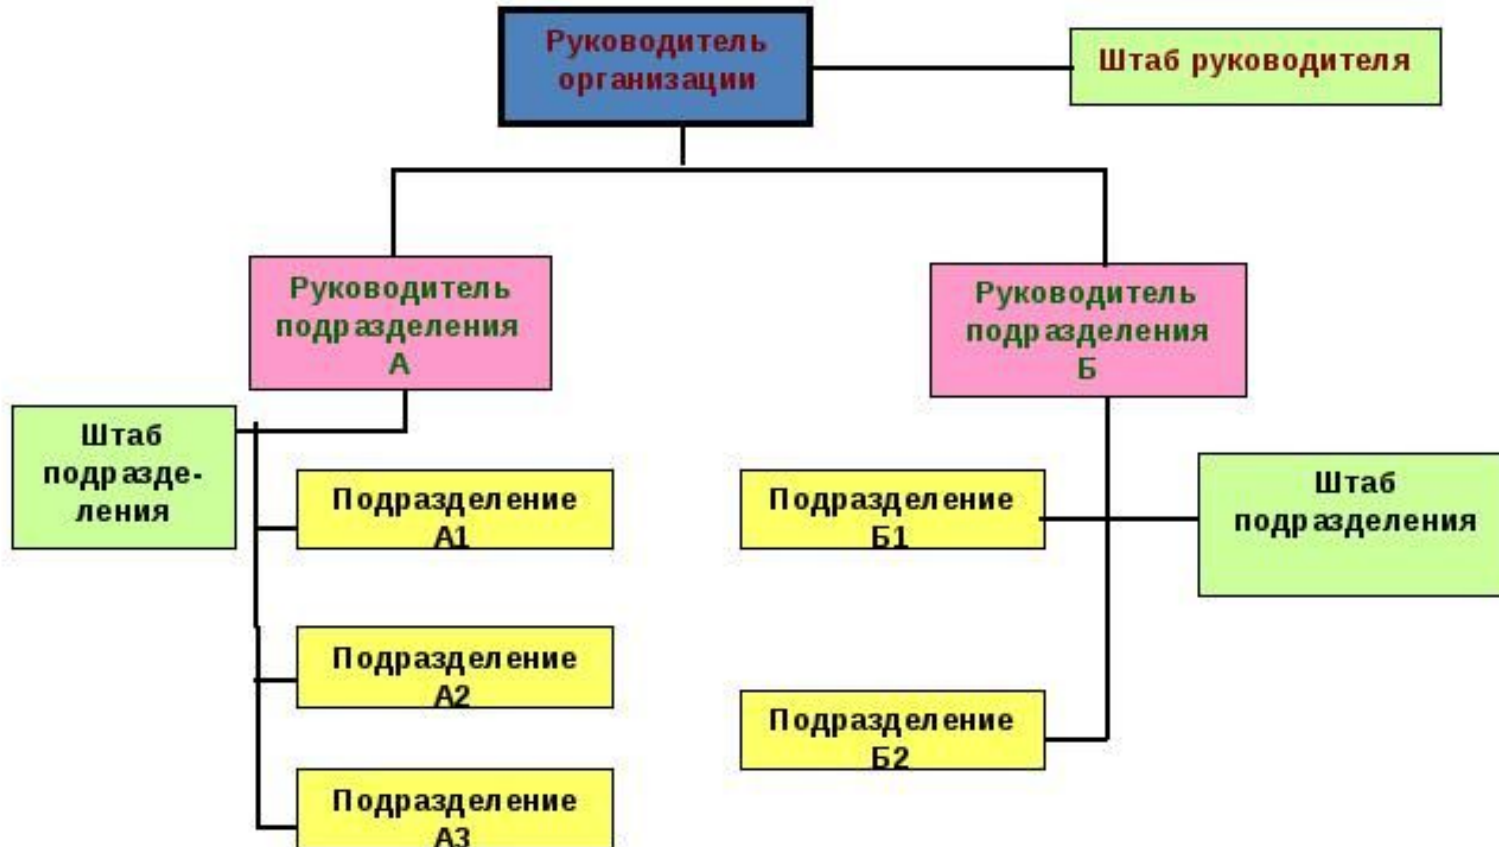 Руководитель
организации
Штаб руководителя
Руководитель
подразделения
А
Руководитель
подразделения
Б
Штаб
подразде-
ления
Подразделение
А1
Подразделение
Б1
Штаб
подразделения
Подразделение
А2
Подразделение
Б2
Подразделение
А3